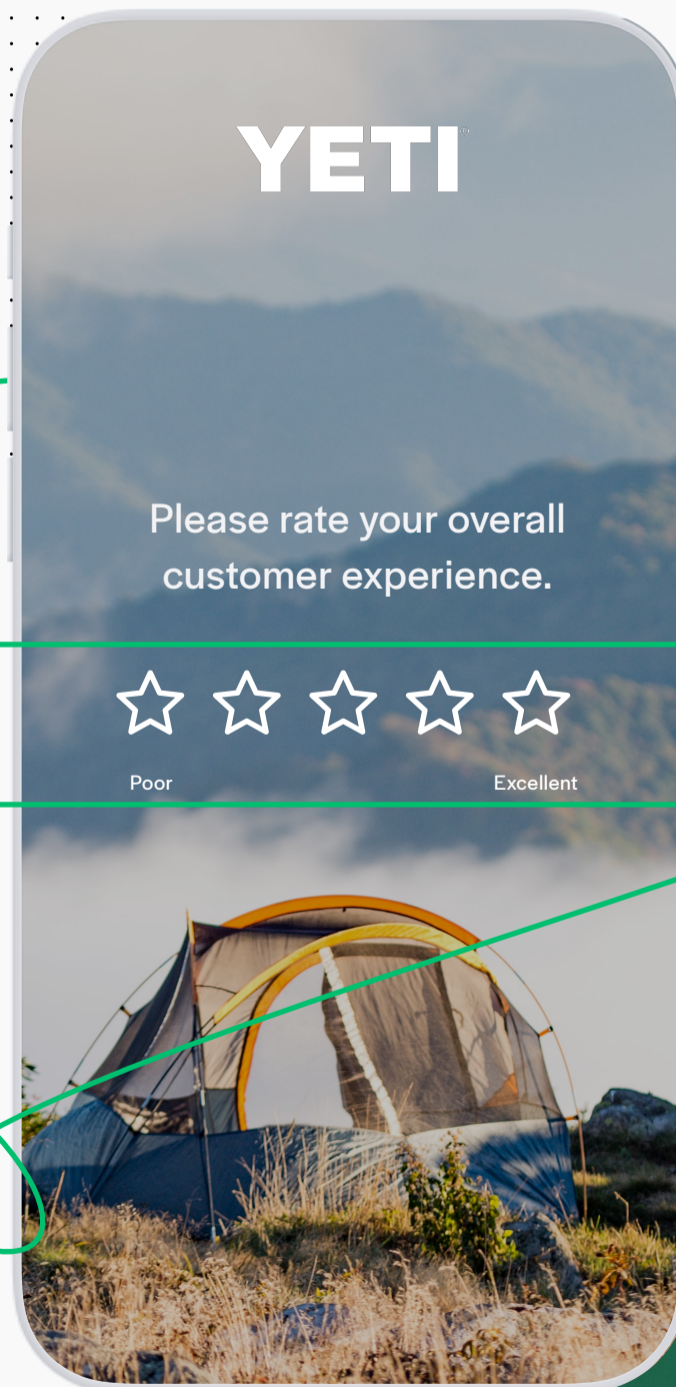 YETI
Please rate your overall
customer experience.
Poor
Excellent